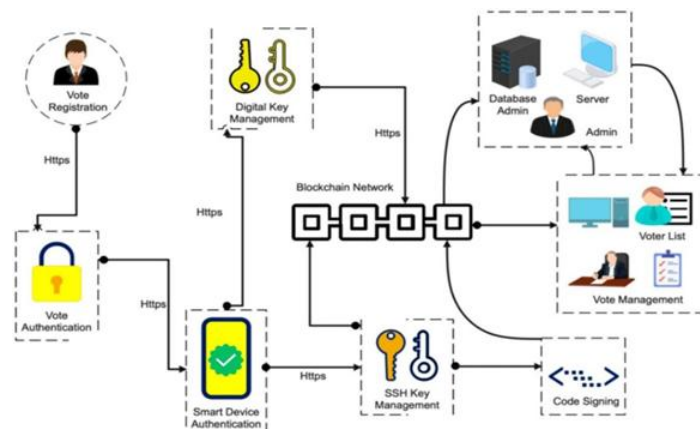 Vote
Registration
Https
Vote
Authentication
Https
Smart Device
Authentication
Https
Digital Key
Management
Https
Blockchain Network
Https
SSH Key
Management
Code Signing
Database
Admin
Server
Admin
Voter List
Vote Management